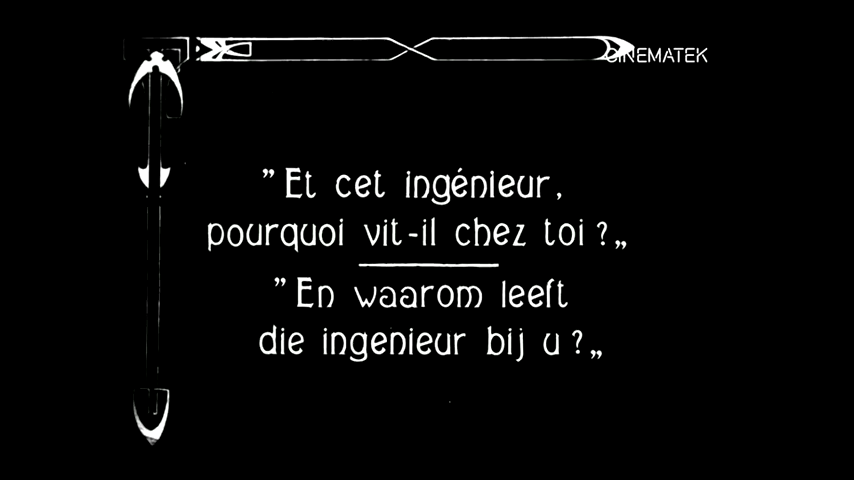 CINEMATEK
”Et cet ingénieur,
pourquoi vit-il chez toi?„
”En waarom leeft
die ingenieur bij u?„